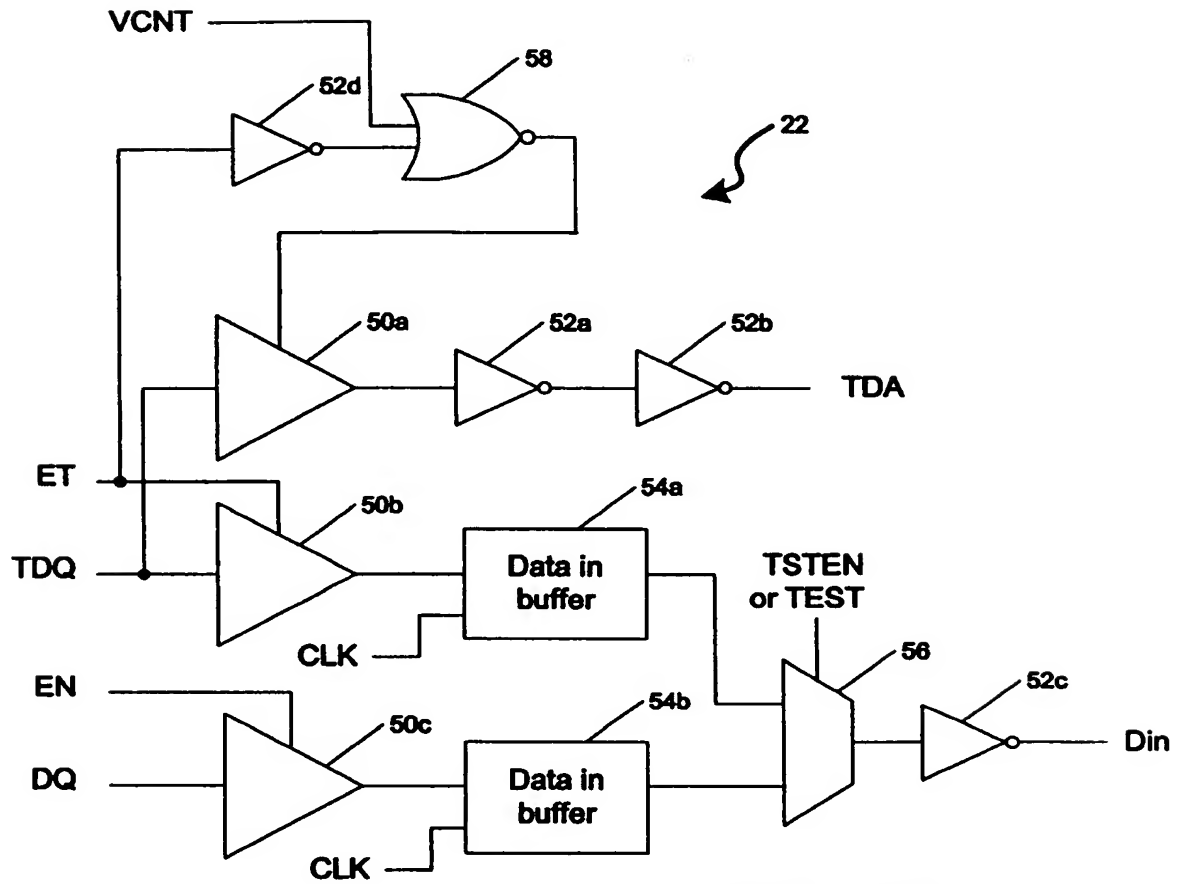 VCNT
58
52d
22
50a
52a
52b
TDA
ET
50b
54a
TDQ
Data in
buffer
TSTEN
or TEST
CLK
56
EN
52c
50c
54b
Din
DQ
Data in
buffer
CLK